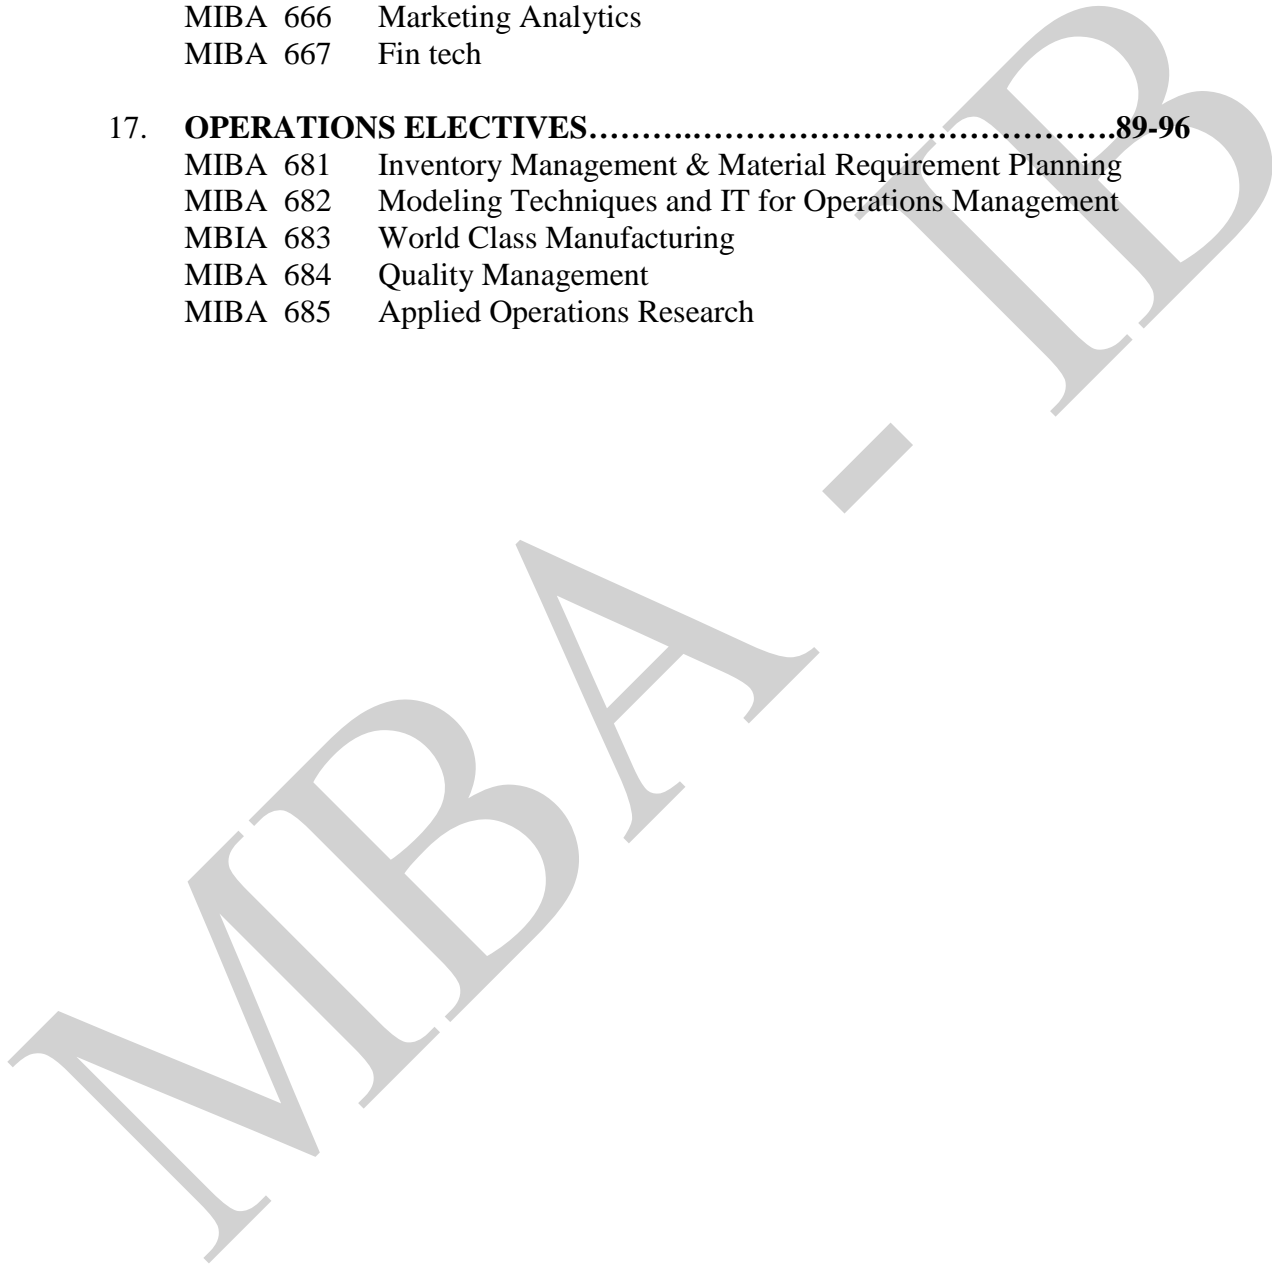 MIBA 666 Marketing Analytics
MIBA 667 Fin tech
17. OPERATIONS ELECTIVES……….…………………………………….89-96
MIBA 681 Inventory Management & Material Requirement Planning
MIBA 682 Modeling Techniques and IT for Operations Management
MBIA 683 World Class Manufacturing
MIBA 684 Quality Management
MIBA 685 Applied Operations Research
MBA - IB